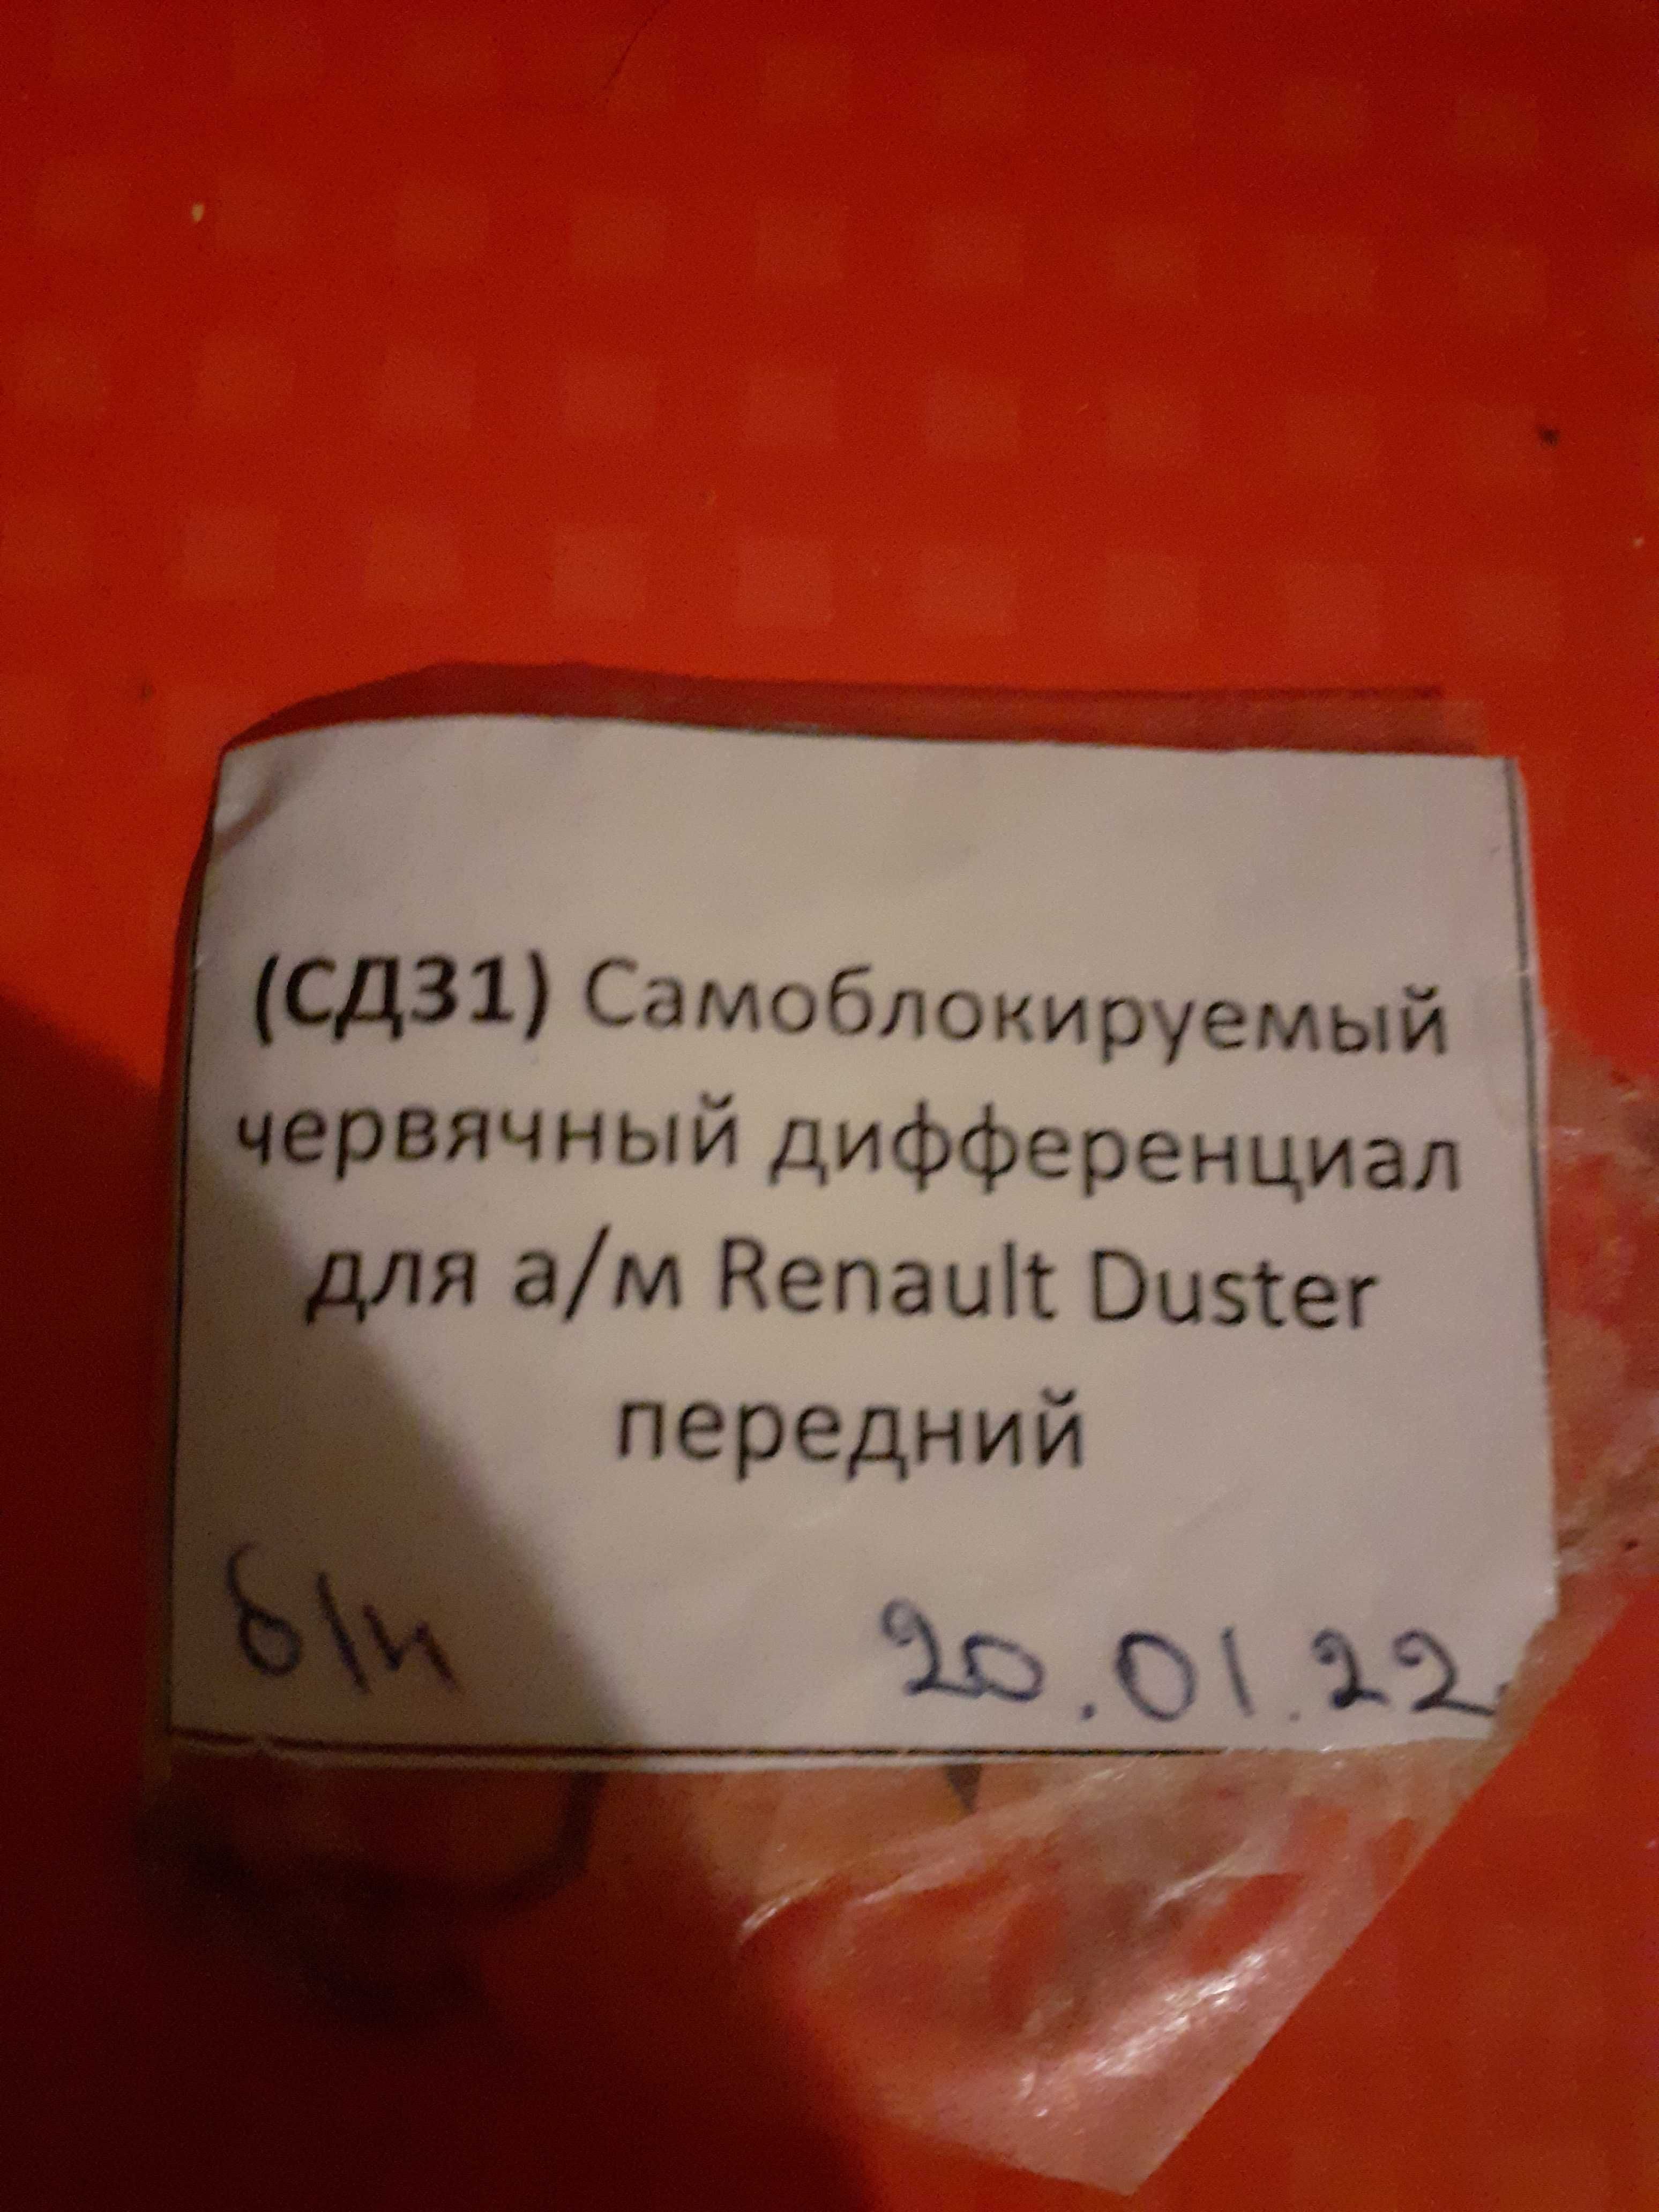 (СД31) Самоблокируемый
червячный дифференциал
для а/м Renault Duster
передний
б/н 20.01.22